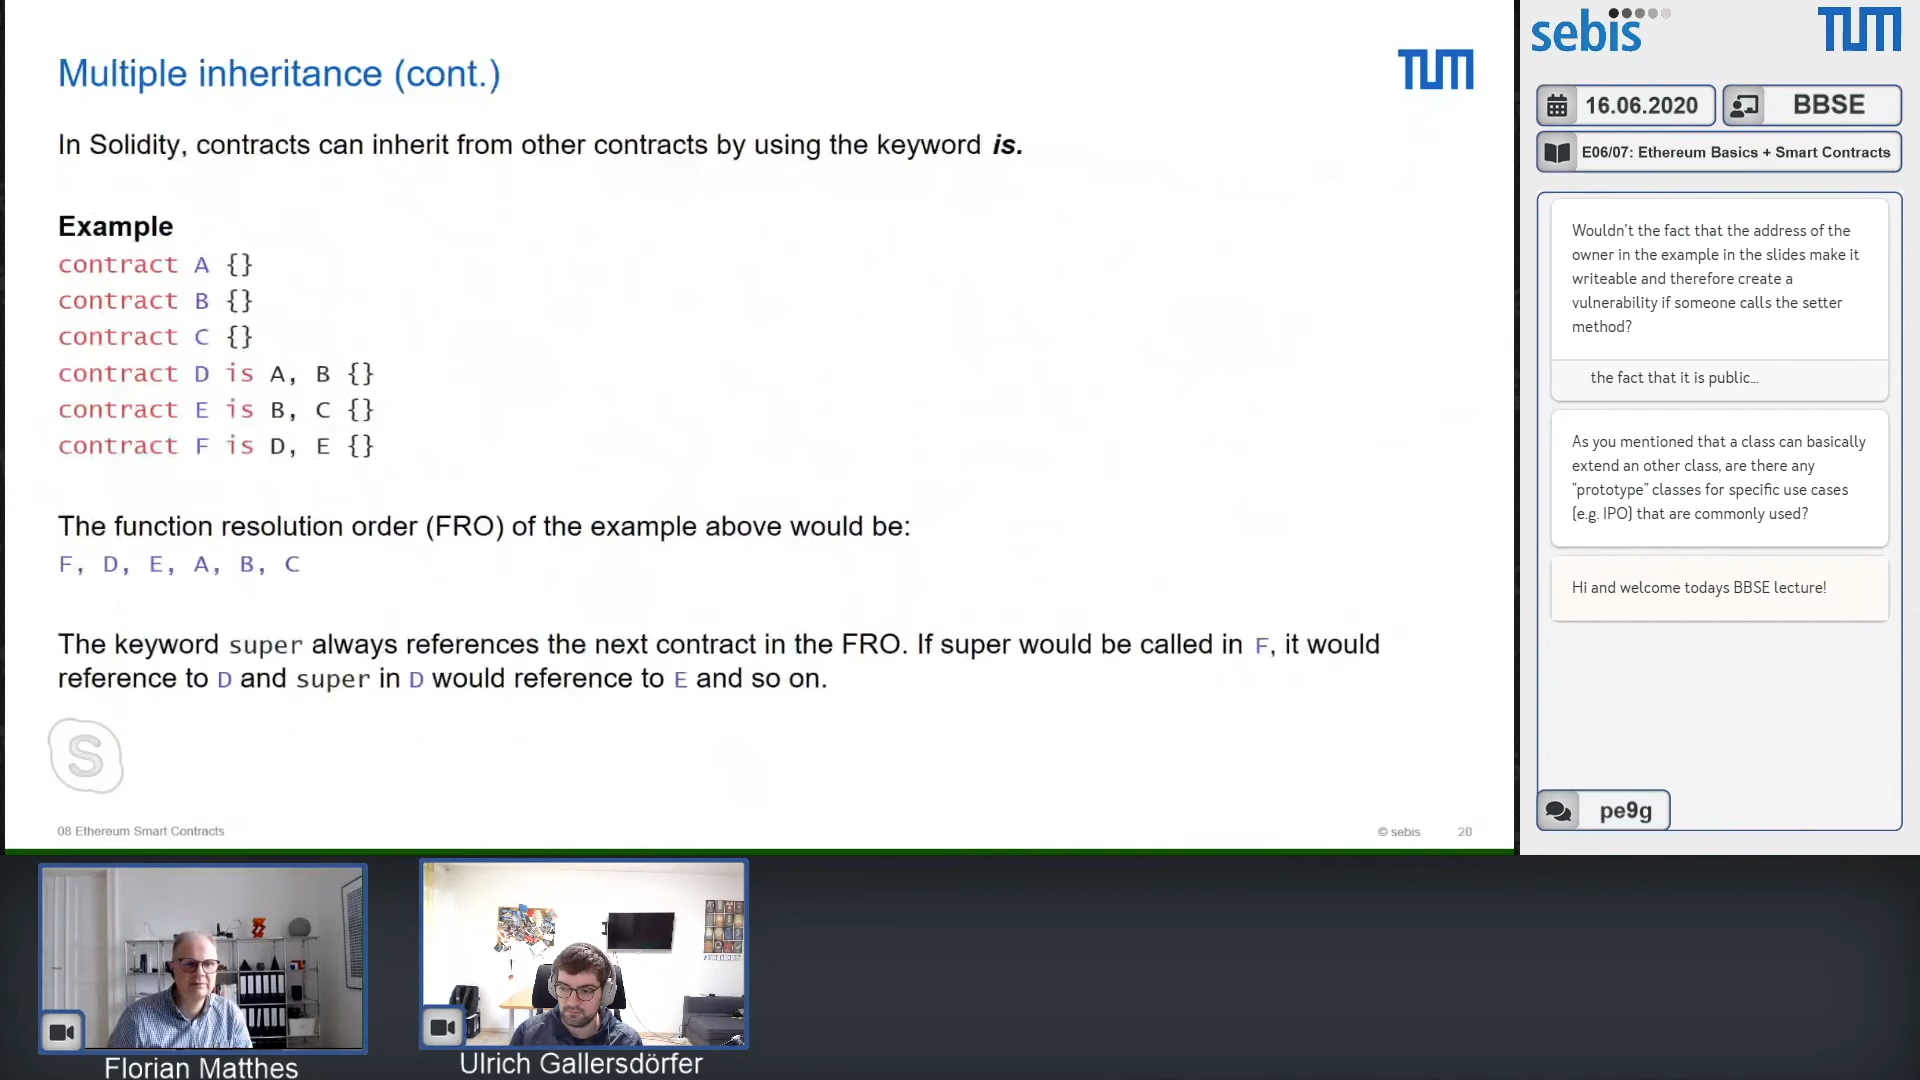 Multiple inheritance (cont.)
TUM
In Solidity, contracts can inherit from other contracts by using the keyword is.
Example
contract A {}
contract B {}
contract C {}
contract D is A, B {}
contract E is B, C {}
contract F is D, E {}
The function resolution order (FRO) of the example above would be:
F, D, E, A, B, C
The keyword super always references the next contract in the FRO. If super would be called in F, it would
reference to D and super in D would reference to E and so on.
S
08 Ethereum Smart Contracts
© sebis
20
sebis
TUM
16.06.2020
BBSE
E06/07: Ethereum Basics + Smart Contracts
Wouldn't the fact that the address of the
owner in the example in the slides make it
writeable and therefore create a
vulnerability if someone calls the setter
method?
the fact that it is public...
As you mentioned that a class can basically
extend an other class, are there any
"prototype" classes for specific use cases
(e.g. IPO) that are commonly used?
Hi and welcome todays BBSE lecture!
pe9g
Florian Matthes
Ulrich Gallersdörfer